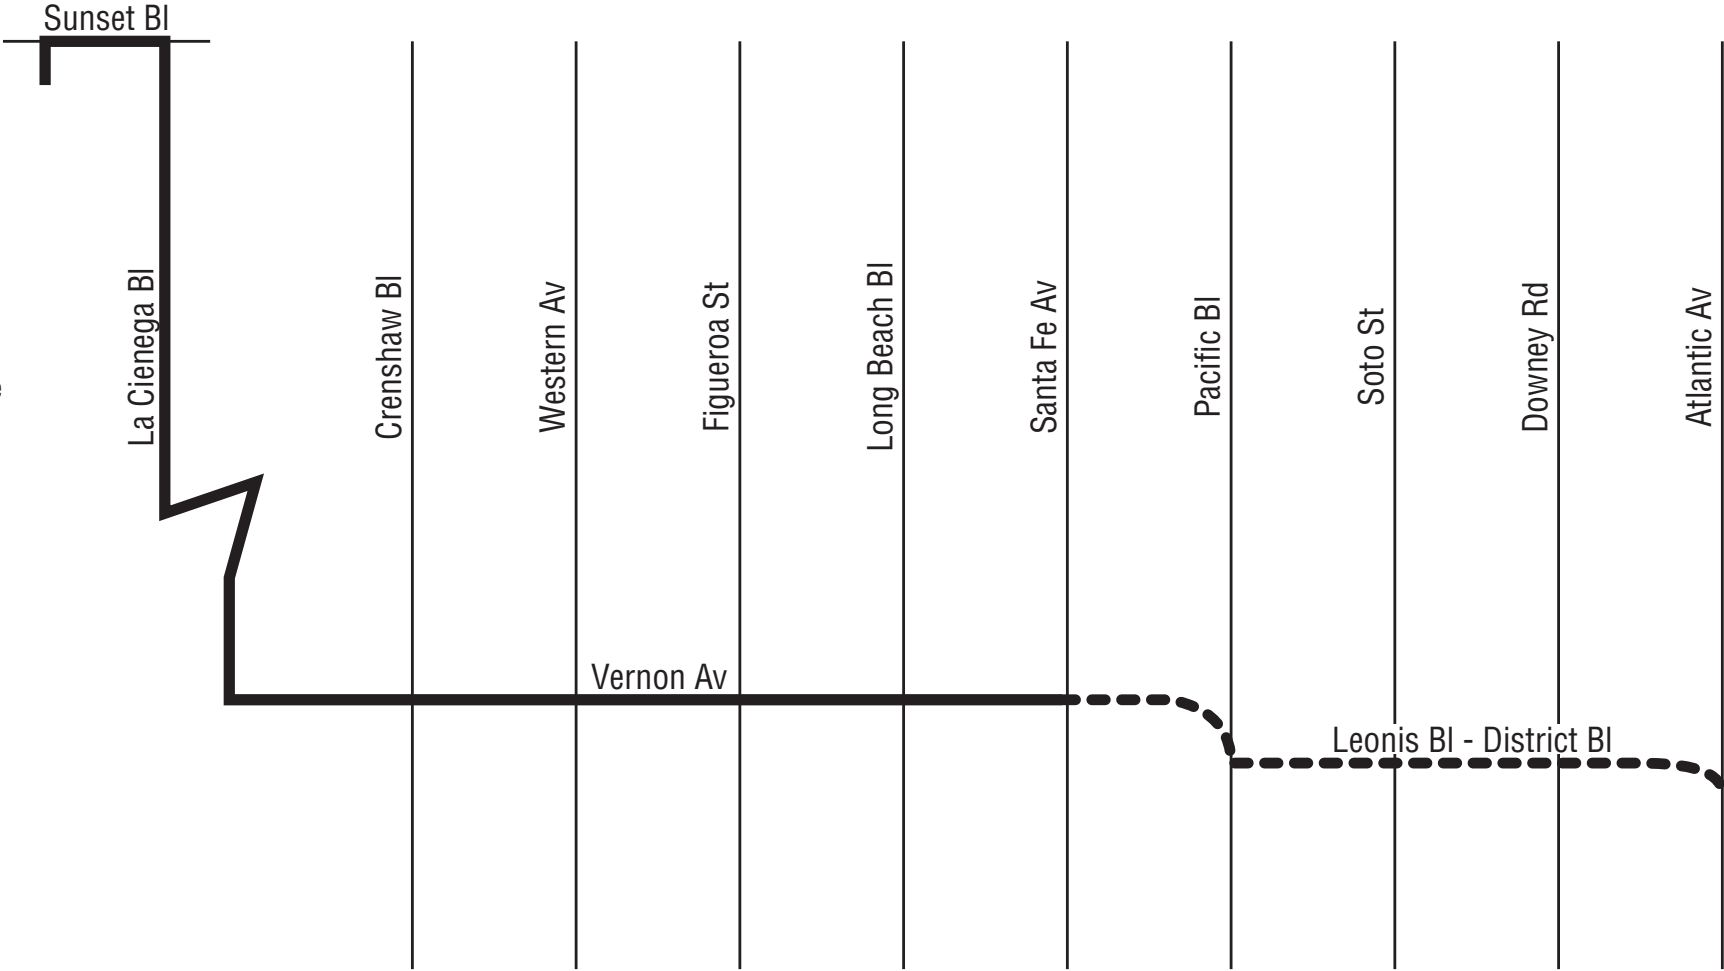 Sunset Bl
La Cienega Bl
Crenshaw Bl
Western Av
Figueroa St
Long Beach Bl
Santa Fe Av
Pacific Bl
Soto St
Downey Rd
Atlantic Av
Vernon Av
Leonis Bl - District Bl